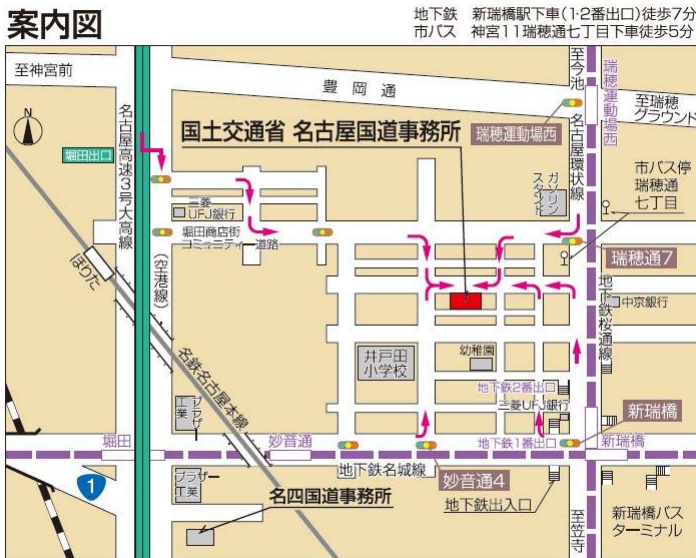 案内図
地下鉄 新瑞橋駅下車(1・2番出口)徒歩7分
市バス 神宮11瑞穂通七丁目下車徒歩5分
至神宮前
豊岡通
至今池
瑞穂運動場西
至瑞穂
グラウンド
N
名古屋高速3号大高線
(空港線)
堀田出口
国土交通省 名古屋国道事務所
瑞穂運動場西
名古屋環状線
ガソリン
スタンド
市バス停
瑞穂通
七丁目
三菱
UFJ銀行
堀田商店街
コミュニティー道路
瑞穂通7
ほりた
地下鉄桜通線
中京銀行
名鉄名古屋本線
井戸田
小学校
幼稚園
地下鉄2番出口
三菱UFJ銀行
ブラザー
工業
新瑞橋
堀田
妙音通
地下鉄1番出口
新瑞橋
地下鉄名城線
妙音通4
1
ブラザー
工業
名四国道事務所
地下鉄出入口
至笠寺
新瑞橋バス
ターミナル